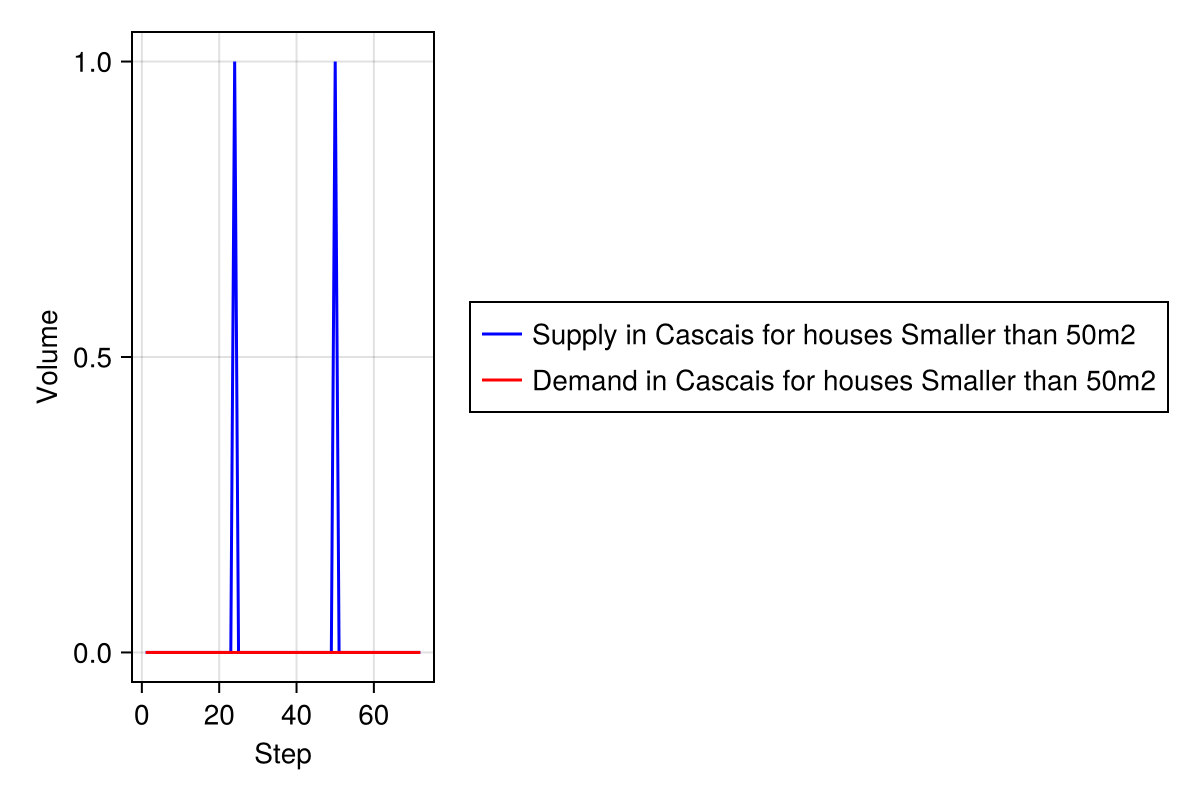 1.0
0.5
0.0
Volume
0 20 40 60
Step
Supply in Cascais for houses Smaller than 50m2
Demand in Cascais for houses Smaller than 50m2